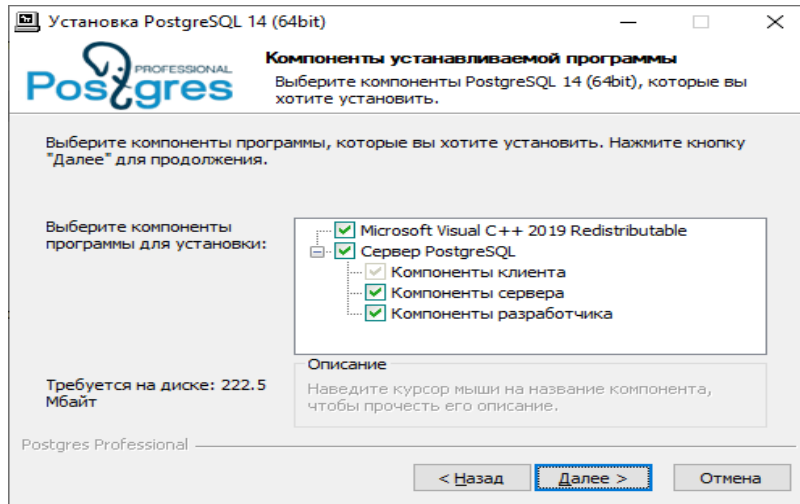 Установка PostgreSQL 14 (64bit)
PROFESSIONAL
Postgres
Компоненты устанавливаемой программы
Выберите компоненты PostgreSQL 14 (64bit), которые вы
хотите установить.
Выберите компоненты программы, которые вы хотите установить. Нажмите кнопку
"Далее" для продолжения.
Выберите компоненты
программы для установки:
Microsoft Visual C++ 2019 Redistributable
Сервер PostgreSQL
Компоненты клиента
Компоненты сервера
Компоненты разработчика
Требуется на диске: 222.5
Мбайт
Описание
Наведите курсор мыши на название компонента,
чтобы прочесть его описание.
Postgres Professional
< Назад
Далее >
Отмена